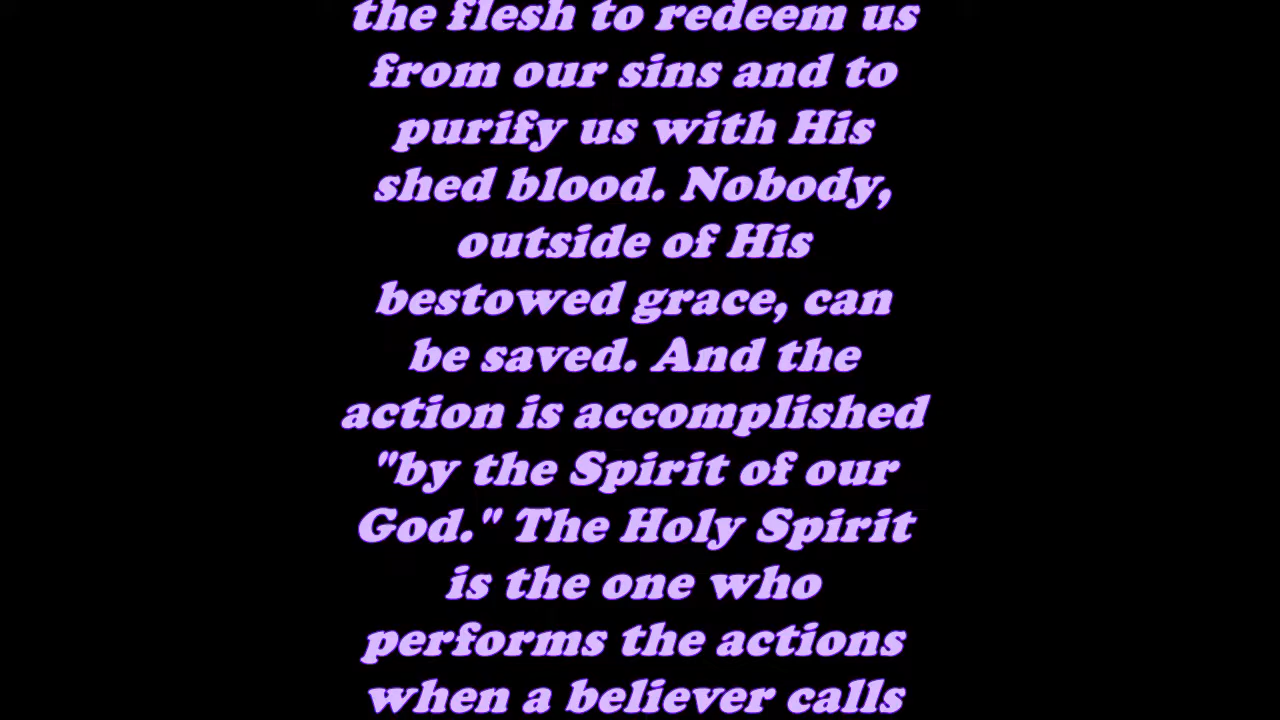 the flesh to redeem us
from our sins and to
purify us with His
shed blood. Nobody,
outside of His
bestowed grace, can
be saved. And the
action is accomplished
"by the Spirit of our
God." The Holy Spirit
is the one who
performs the actions
when a believer calls